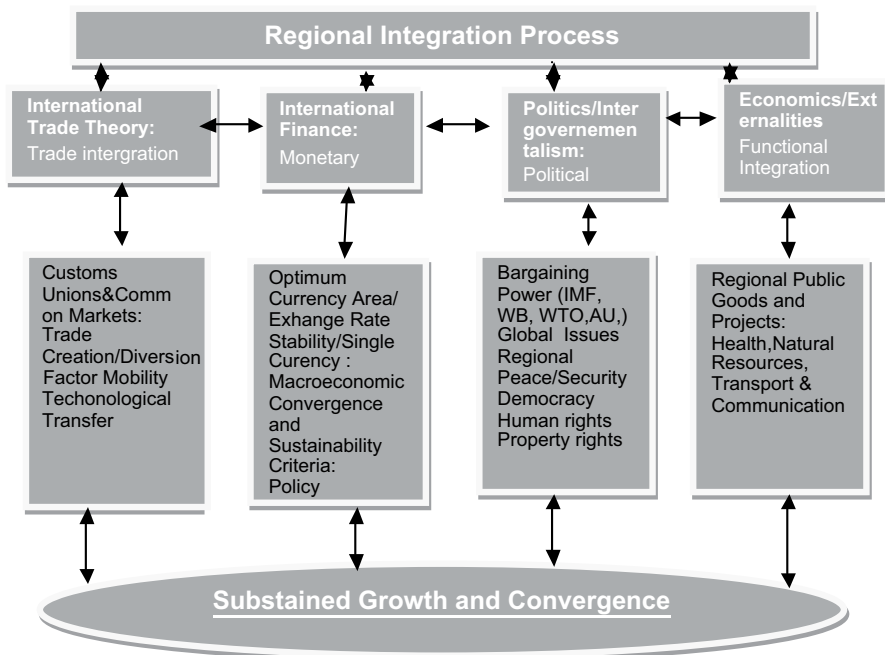 Regional Integration Process
International
Trade Theory:
Trade intergration
International
Finance:
Monetary
Politics/Inter
governemen
talism:
Political
Economics/Ext
ernalities
Functional
Integration
Customs
Unions&Comm
on Markets:
Trade
Creation/Diversion
Factor Mobility
Techonological
Transfer
Optimum
Currency Area/
Exhange Rate
Stability/Single
Curency :
Macroeconomic
Convergence
and
Sustainability
Criteria:
Policy
Bargaining
Power (IMF,
WB, WTO,AU,)
Global Issues
Regional
Peace/Security
Democracy
Human rights
Property rights
Regional Public
Goods and
Projects:
Health,Natural
Resources,
Transport &
Communication
Substained Growth and Convergence